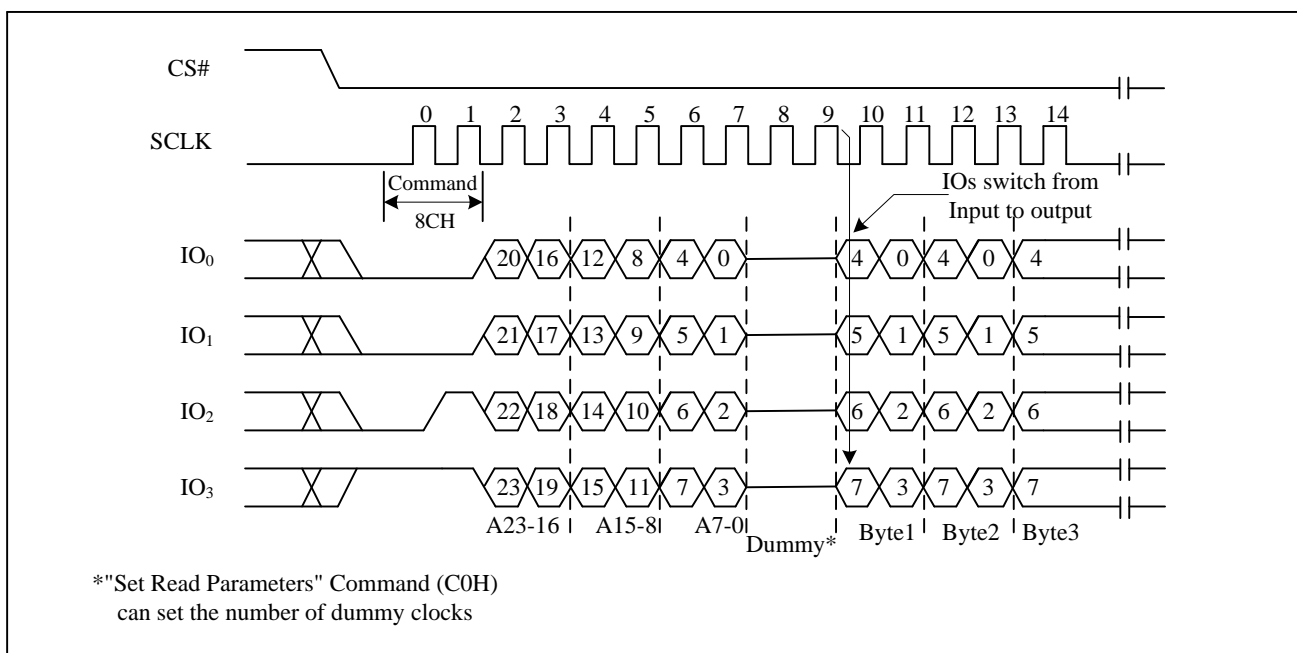 CS#
0 1 2 3 4 5 6 7 8 9 10 11 12 13 14
SCLK
Command
8CH
IOs switch from
Input to output
IO0 20 16 12 8 4 0 4 0 4 0 4
IO1 21 17 13 9 5 1 5 1 5 1 5
IO2 22 18 14 10 6 2 6 2 6 2 6
IO3 23 19 15 11 7 3 7 3 7 3 7
A23-16 A15-8 A7-0 Dummy* Byte1 Byte2 Byte3
*"Set Read Parameters" Command (C0H)
can set the number of dummy clocks